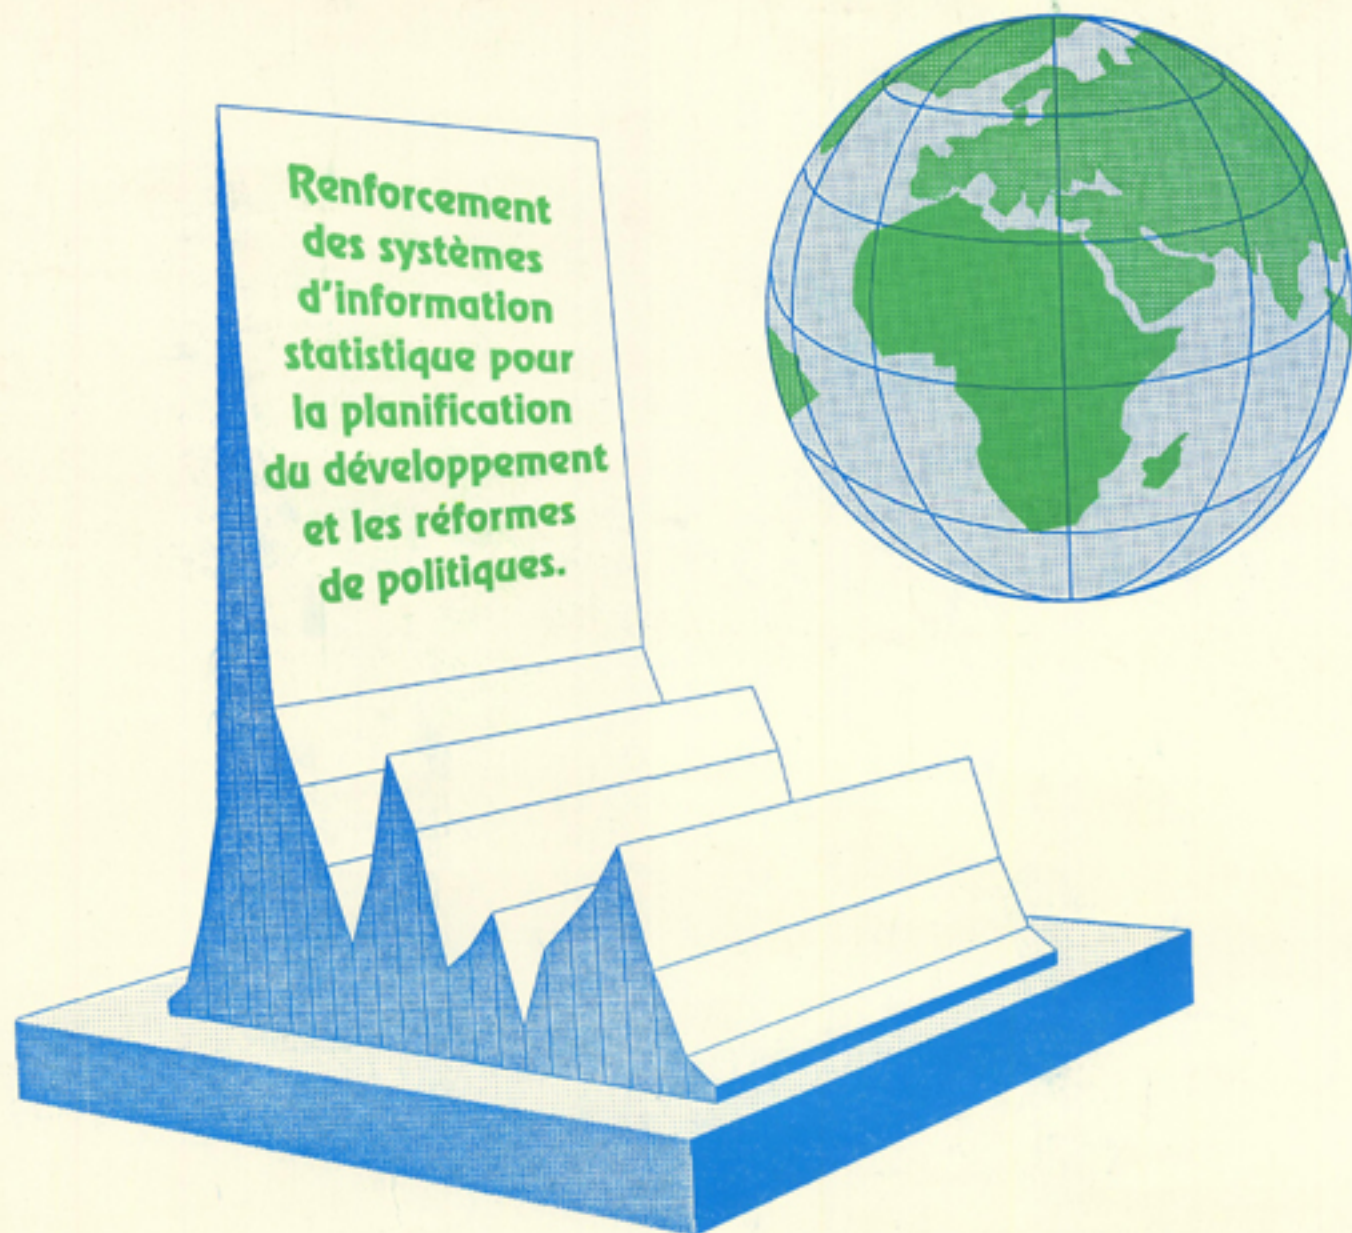 Renforcement
des systèmes
d'information
statistique pour
la planification
du développement
et les réformes
de politiques.